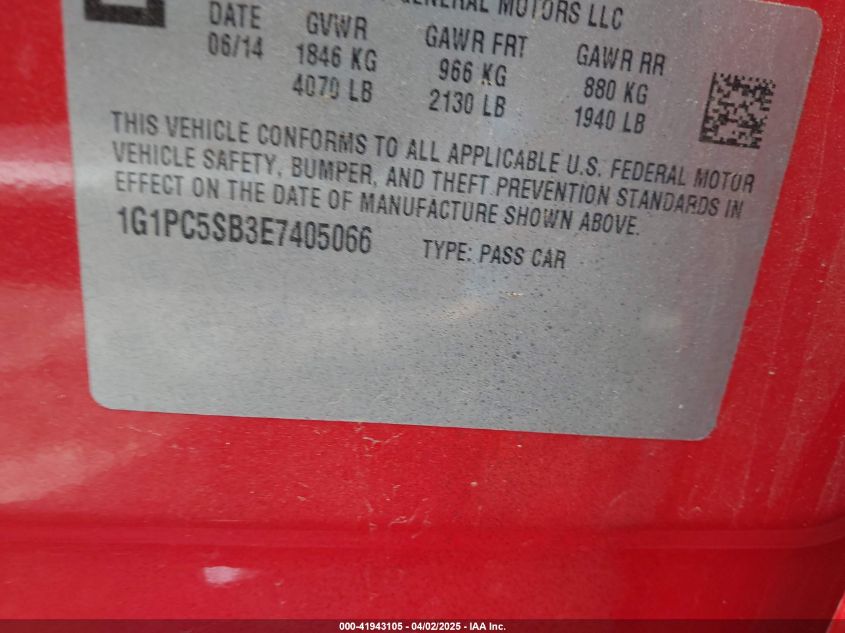 GENERAL MOTORS LLC
DATE GVWR GAWR FRT GAWR RR
06/14 1846 KG 966 KG 880 KG
4070 LB 2130 LB 1940 LB
THIS VEHICLE CONFORMS TO ALL APPLICABLE U.S. FEDERAL MOTOR
VEHICLE SAFETY, BUMPER, AND THEFT PREVENTION STANDARDS IN
EFFECT ON THE DATE OF MANUFACTURE SHOWN ABOVE.
1G1PC5SB3E7405066 TYPE: PASS CAR
000-41943105 - 04/02/2025 - IAA Inc.